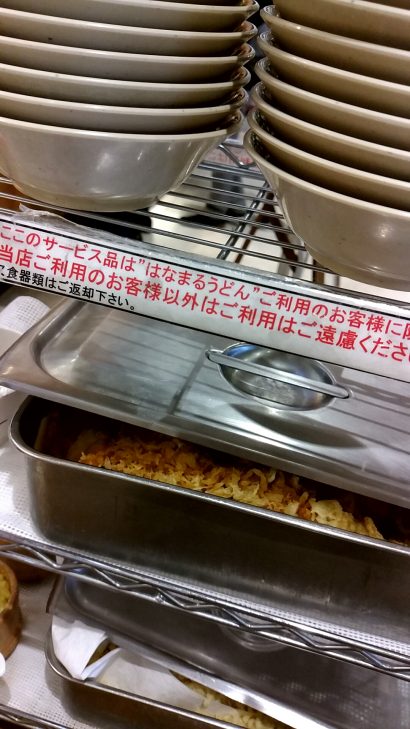 ここのサービス品は"はなまるうどん"ご利用のお客様に
当店ご利用のお客様以外はご利用はご遠慮くださ
食器類はご返却下さい。